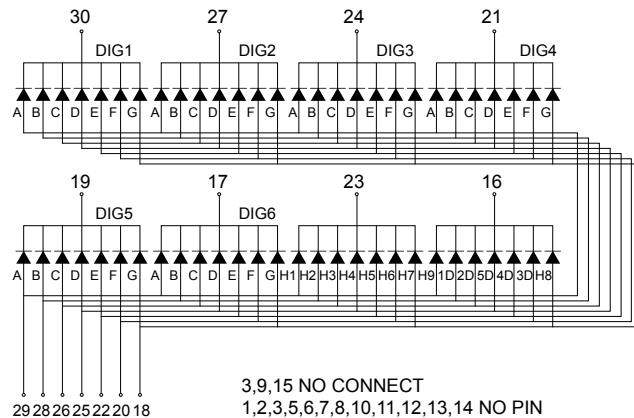 30 27 24 21
DIG1 DIG2 DIG3 DIG4
A B C D E F G A B C D E F G A B C D E F G A B C D E F G
19 17 23 16
DIG5 DIG6
A B C D E F G A B C D E F G H1 H2 H3 H4 H5 H6 H7 H9 1D 2D 5D 4D 3D H8
29 28 26 25 22 20 18
3,9,15 NO CONNECT
1,2,3,5,6,7,8,10,11,12,13,14 NO PIN